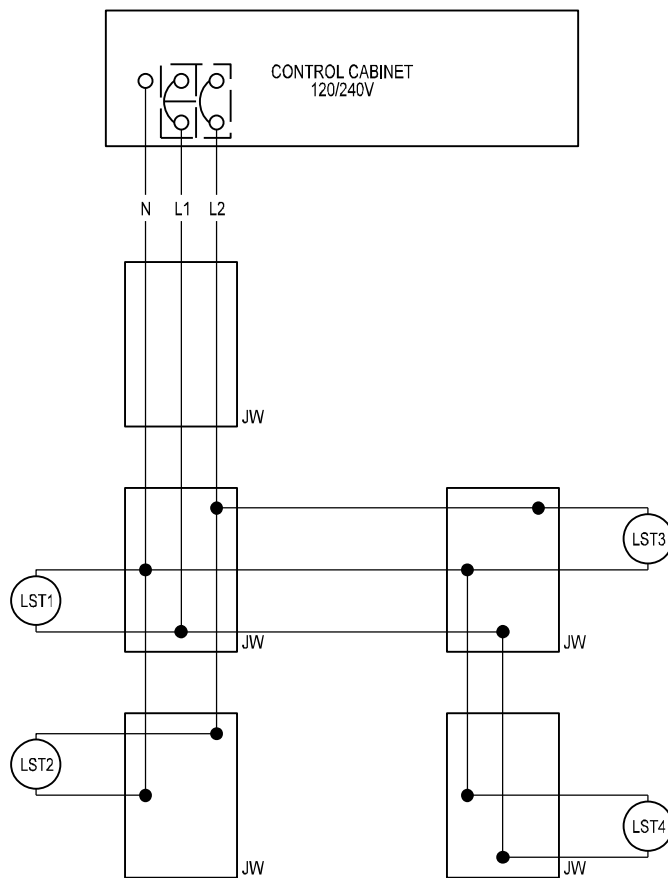 CONTROL CABINET
120/240V
N L1 L2
JW
LST3
LST1
JW JW
LST2
LST4
JW JW